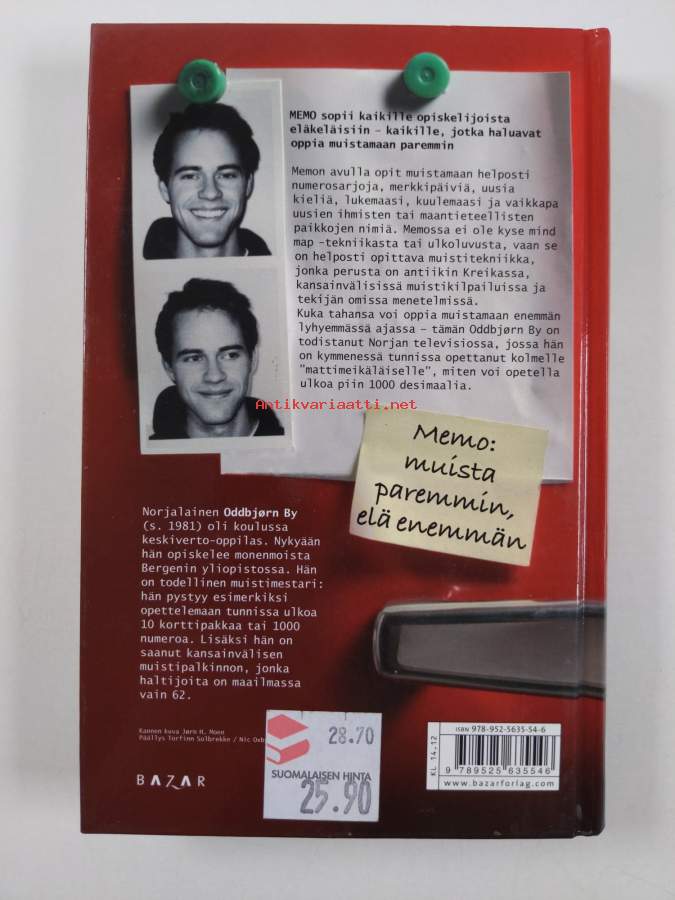 MEMO sopii kaikille opiskelijoista
eläkeläisiin – kaikille, jotka haluavat
oppia muistamaan paremmin
Memon avulla opit muistamaan helposti
numerosarjoja, merkkipäiviä, uusia
kieliä, lukemaasi, kuulemaasi ja vaikkapa
uusien ihmisten tai maantieteellisten
paikkojen nimiä. Memossa ei ole kyse mind
map -tekniikasta tai ulkoluvusta, vaan se
on helposti opittava muistitekniikka,
jonka perusta on antiikin Kreikassa,
kansainvälisissä muistikilpailuissa ja
tekijän omissa menetelmissä.
Kuka tahansa voi oppia muistamaan enemmän
lyhyemmässä ajassa – tämän Oddbjørn By on
todistanut Norjan televisiossa, jossa hän
on kymmenessä tunnissa opettanut kolmelle
"mattimeikäläiselle", miten voi opetella
ulkoa piin 1000 desimaalia.
Antikvariaatti.net
Memo:
muista
paremmin,
elä enemmän
Norjalainen Oddbjørn By
(s. 1981) oli koulussa
keskiverto-oppilas. Nykyään
hän opiskelee monenmoista
Bergenin yliopistossa. Hän
on todellinen muistimestari:
hän pystyy esimerkiksi
opettelemaan tunnissa ulkoa
10 korttipakkaa tai 1000
numeroa. Lisäksi hän on
saanut kansainvälisen
muistipalkinnon, jonka
haltijoita on maailmassa
vain 62.
Kannen kuva Jørn H. Moen
Päällys Torfinn Solbrekke / Nic Oxb
BAZAR
28.70
SUOMALAISEN HINTA
25.90
KL 14.12
ISBN 978-952-5635-54-6
9 789525 635546
www.bazarforlag.com